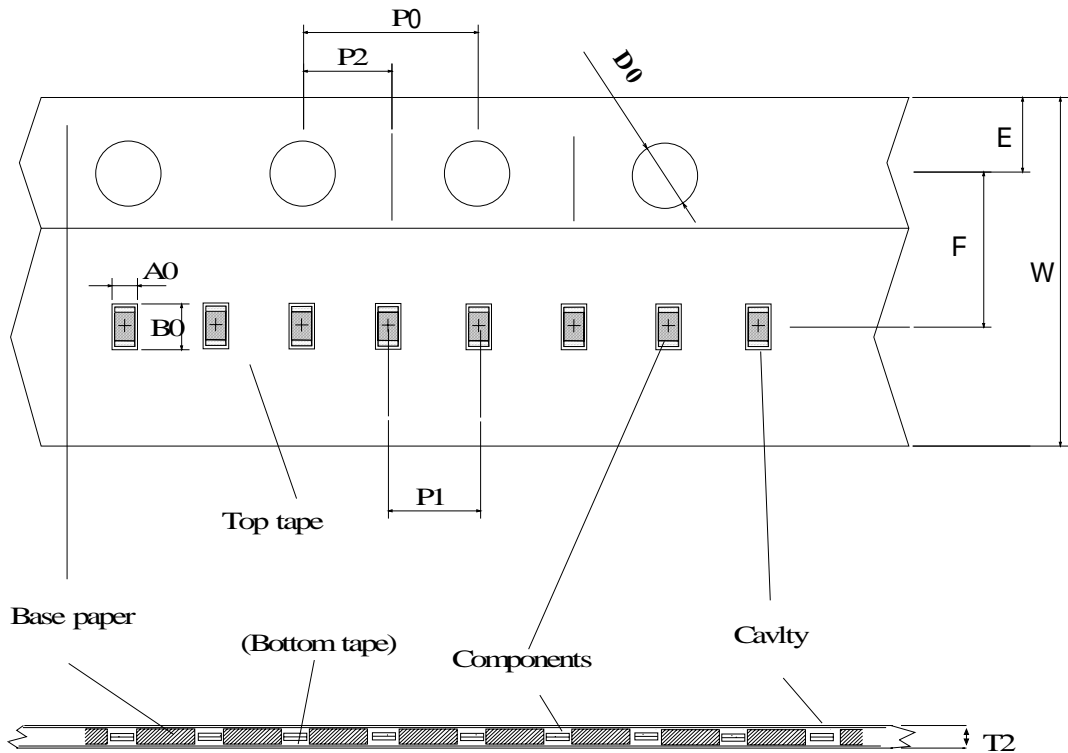 P0
P2
D0
E
F
W
A0
B0
P1
Top tape
Base paper
(Bottom tape)
Components
Cavlty
T2